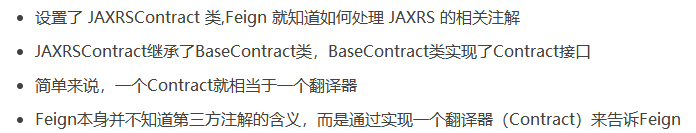 设置了 JAXRSContract 类,Feign 就知道如何处理 JAXRS 的相关注解
JAXRSContract继承了BaseContract类，BaseContract类实现了Contract接口
简单来说，一个Contract就相当于一个翻译器
Feign本身并不知道第三方注解的含义，而是通过实现一个翻译器（Contract）来告诉Feign